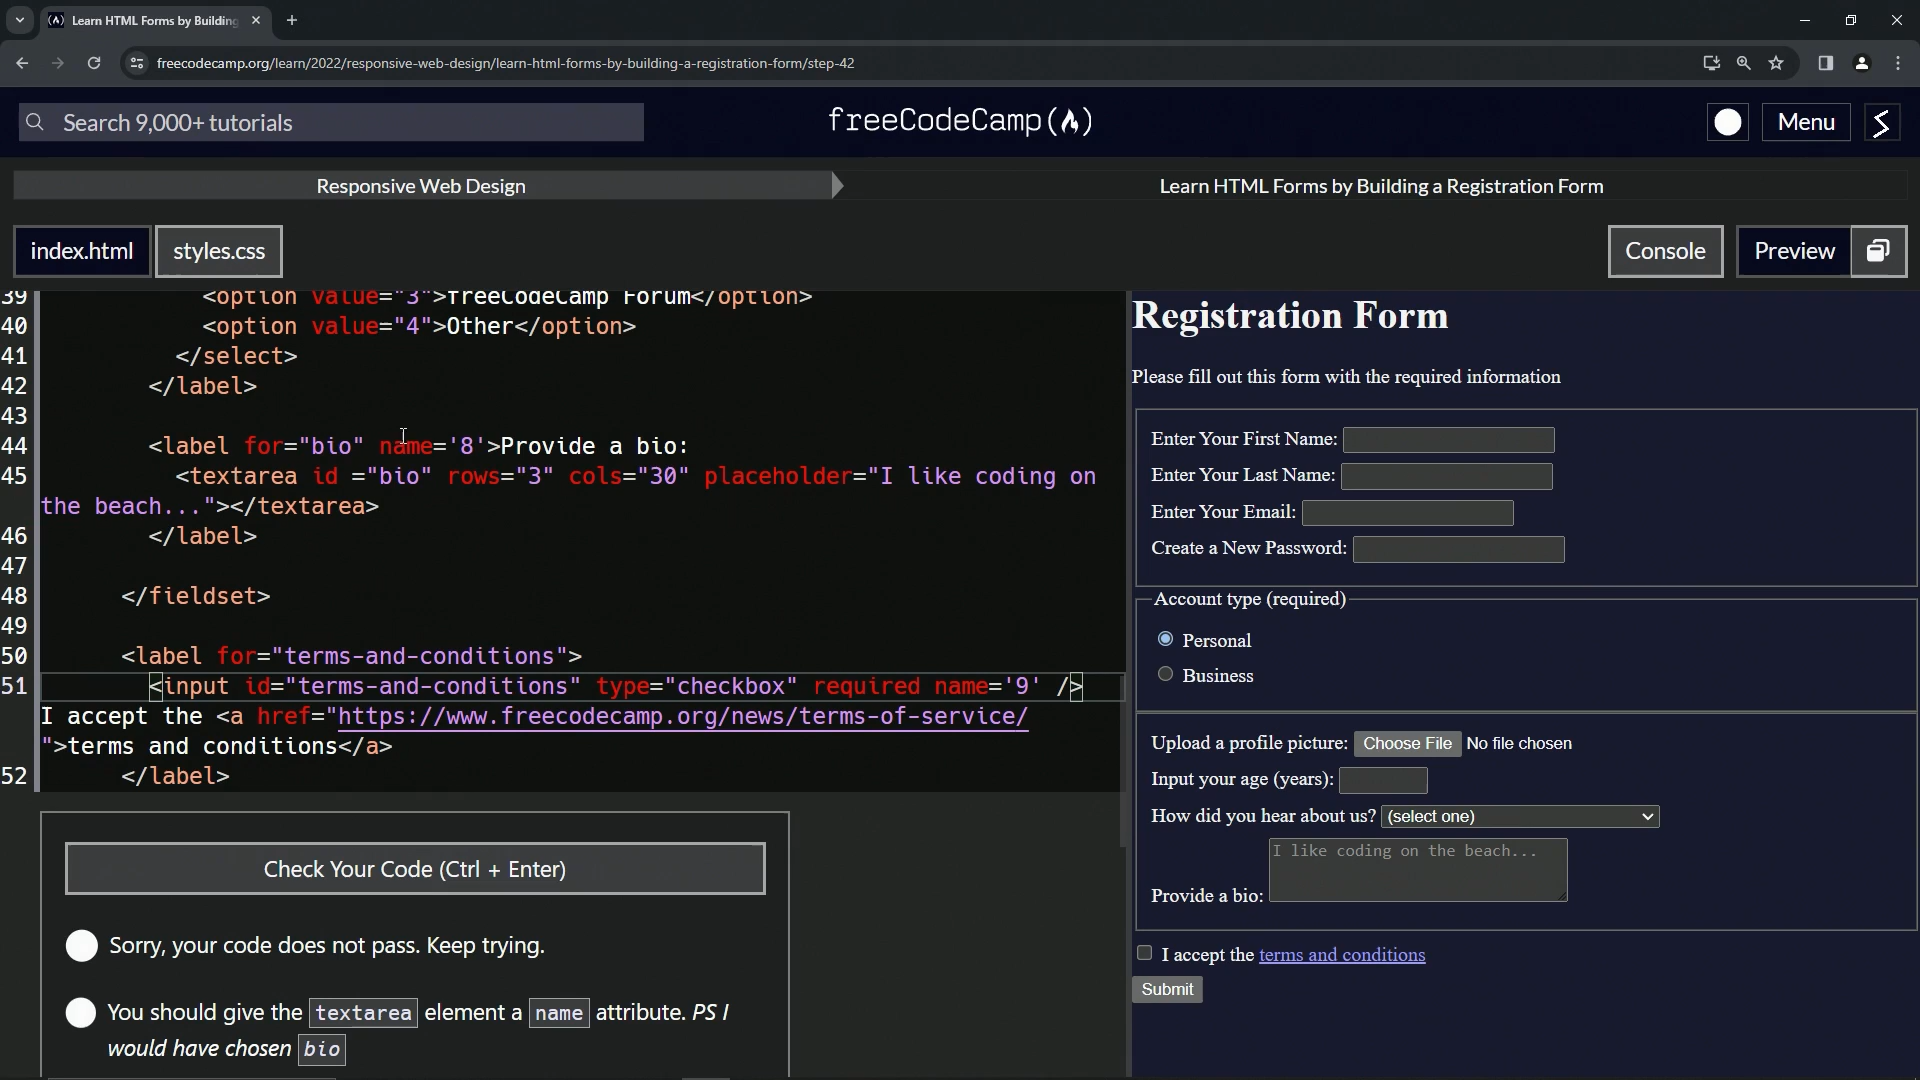 Learn HTML Forms by Building
freecodecamp.org/learn/2022/responsive-web-design/learn-html-forms-by-building-a-registration-form/step-42
Search 9,000+ tutorials
freeCodeCamp
Menu
Responsive Web Design
Learn HTML Forms by Building a Registration Form
index.html
styles.css
Console
Preview
39 <option value="3">freeCodeCamp Forum</option>
40 <option value="4">Other</option>
41 </select>
42 </label>
43
44 <label for="bio" name='8'>Provide a bio:
45 <textarea id ="bio" rows="3" cols="30" placeholder="I like coding on
the beach..."></textarea>
46 </label>
47
48 </fieldset>
49
50 <label for="terms-and-conditions">
51 <input id="terms-and-conditions" type="checkbox" required name='9' />
I accept the <a href="https://www.freecodecamp.org/news/terms-of-service/
">terms and conditions</a>
52 </label>
Check Your Code (Ctrl + Enter)
Sorry, your code does not pass. Keep trying.
You should give the textarea element a name attribute. PS I
would have chosen bio
Registration Form
Please fill out this form with the required information
Enter Your First Name:
Enter Your Last Name:
Enter Your Email:
Create a New Password:
Account type (required)
Personal
Business
Upload a profile picture: Choose File No file chosen
Input your age (years):
How did you hear about us? (select one)
I like coding on the beach...
Provide a bio:
I accept the terms and conditions
Submit